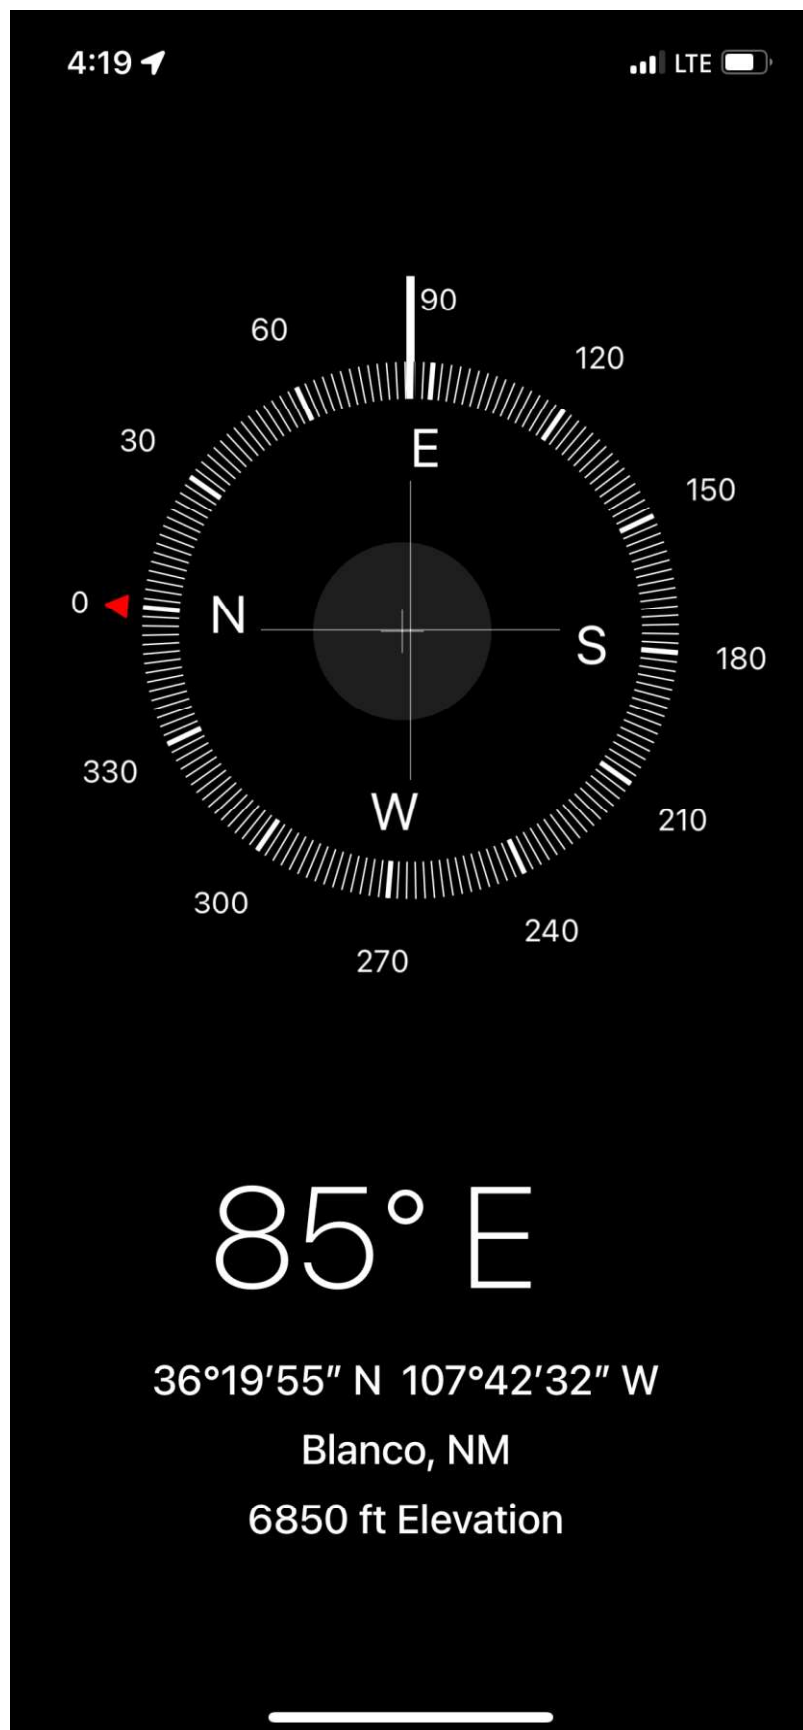 4:19 LTE
90
60
120
30
E
150
0
N
S
180
330
W
210
300
240
270
85° E
36°19′55″ N 107°42′32″ W
Blanco, NM
6850 ft Elevation